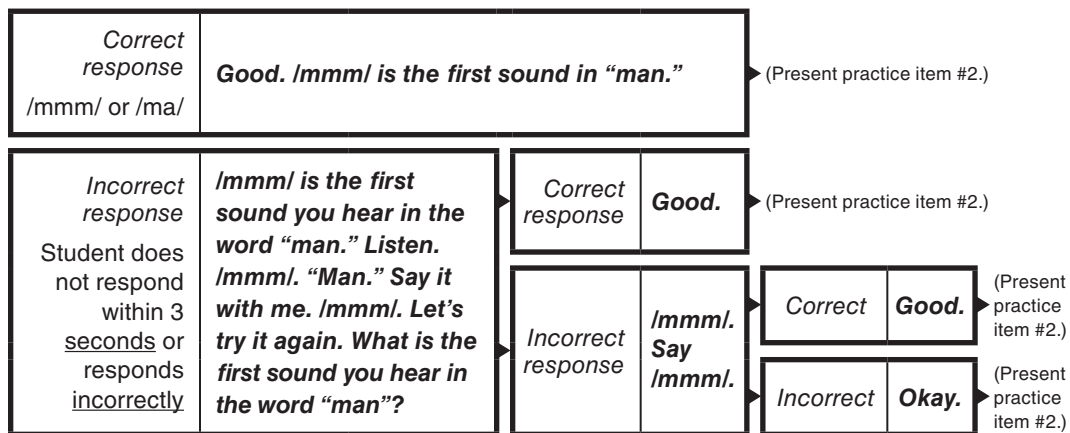 Correct
response
/mmm/ or /ma/
Good. /mmm/ is the first sound in “man.”
(Present practice item #2.)
Incorrect
response
Student does
not respond
within 3
seconds or
responds
incorrectly
/mmm/ is the first
sound you hear in the
word “man.” Listen.
/mmm/. “Man.” Say it
with me. /mmm/. Let’s
try it again. What is the
first sound you hear in
the word “man”?
Correct
response
Good.
(Present practice item #2.)
Incorrect
response
/mmm/.
Say
/mmm/.
Correct
Good.
(Present
practice
item #2.)
Incorrect
Okay.
(Present
practice
item #2.)